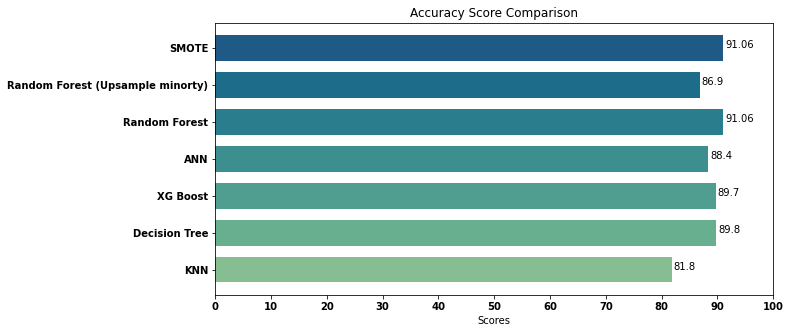 Accuracy Score Comparison
SMOTE 91.06
Random Forest (Upsample minorty) 86.9
Random Forest 91.06
ANN 88.4
XG Boost 89.7
Decision Tree 89.8
KNN 81.8
0 10 20 30 40 50 60 70 80 90 100
Scores